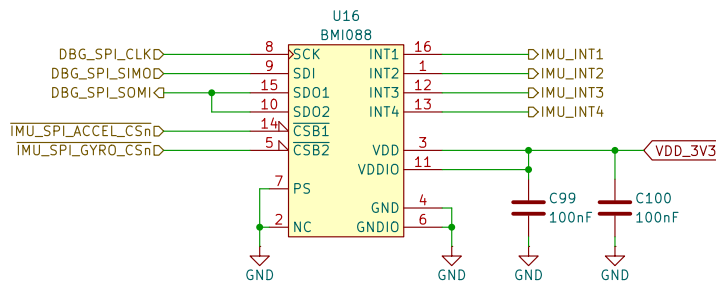 U16
BMI088
DBG_SPI_CLK 8 SCK INT1 16 IMU_INT1
DBG_SPI_SIMO 9 SDI INT2 1 IMU_INT2
DBG_SPI_SOMI 15 SDO1 INT3 12 IMU_INT3
10 SDO2 INT4 13 IMU_INT4
IMU_SPI_ACCEL_CSn 14 CSB1
IMU_SPI_GYRO_CSn 5 CSB2 VDD 3 VDD_3V3
VDDIO 11
7 PS
C99 C100
GND 4
100nF 100nF
2 NC GNDIO 6
GND GND GND GND